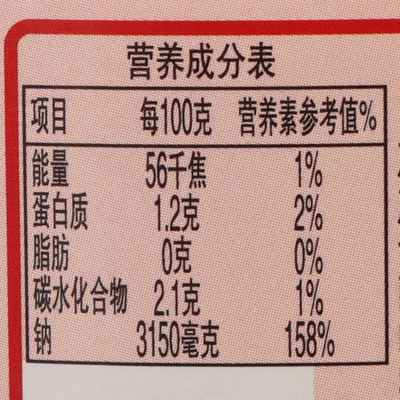 营养成分表
项目 每100克 营养素参考值%
能量 56千焦 1%
蛋白质 1.2克 2%
脂肪 0克 0%
碳水化合物 2.1克 1%
钠 3150毫克 158%